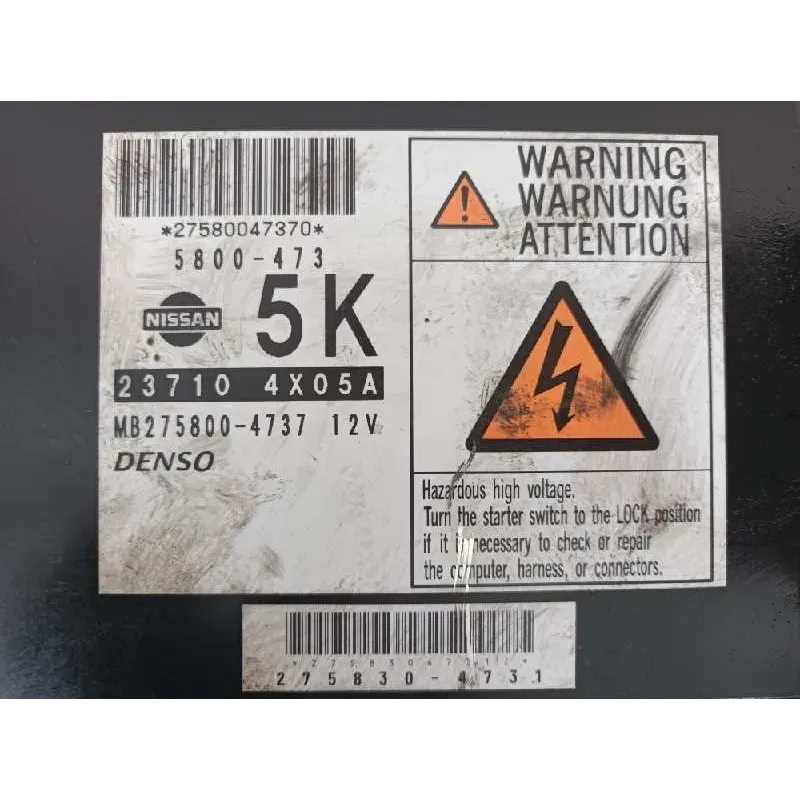 *27580047370*
5800-473
NISSAN
5K
23710 4X05A
MB275800-4737 12V
DENSO
WARNING
WARNUNG
ATTENTION
Hazardous high voltage.
Turn the starter switch to the LOCK position
if it is necessary to check or repair
the computer, harness, or connectors.
275830-4731